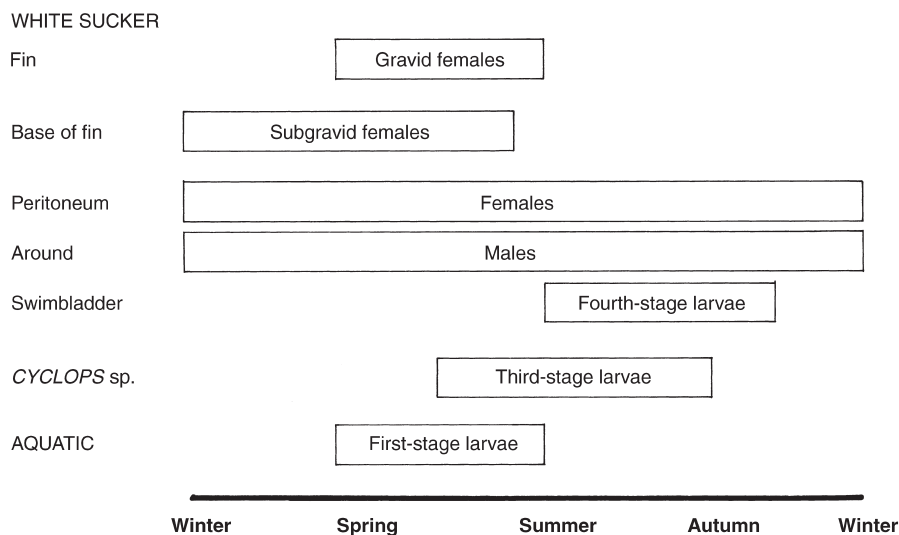 WHITE SUCKER
Fin Gravid females
Base of fin Subgravid females
Peritoneum Females
Around Males
Swimbladder Fourth-stage larvae
CYCLOPS sp. Third-stage larvae
AQUATIC First-stage larvae
Winter Spring Summer Autumn Winter